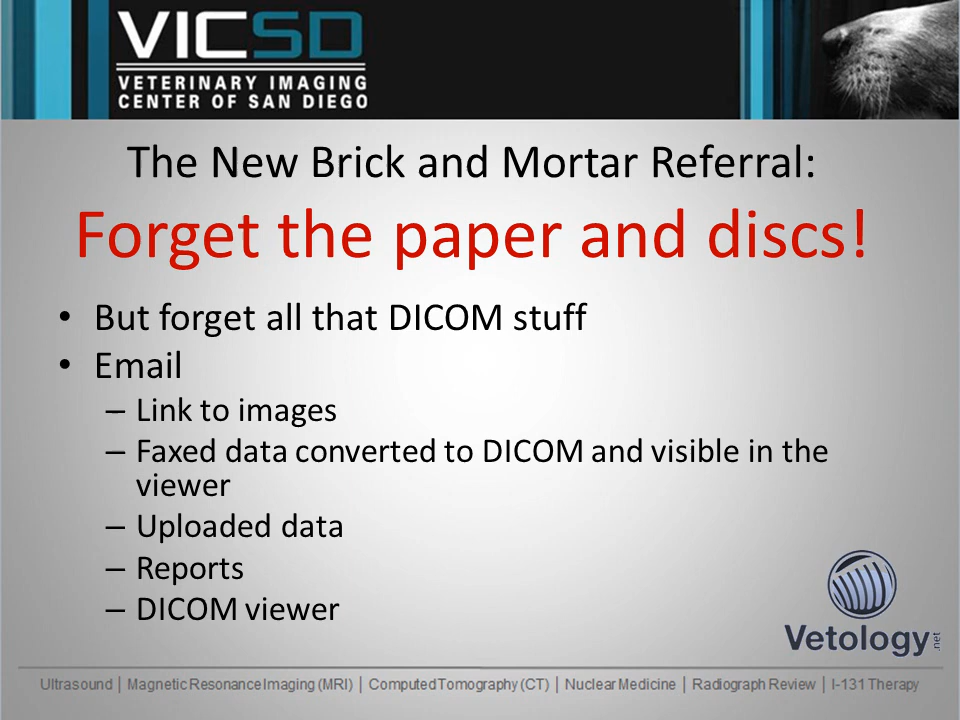 VICSD
VETERINARY IMAGING
CENTER OF SAN DIEGO
The New Brick and Mortar Referral:
Forget the paper and discs!
• But forget all that DICOM stuff
• Email
– Link to images
– Faxed data converted to DICOM and visible in the
viewer
– Uploaded data
– Reports
– DICOM viewer
Vetology.net
Ultrasound | Magnetic Resonance Imaging (MRI) | Computed Tomography (CT) | Nuclear Medicine | Radiograph Review | I-131 Therapy